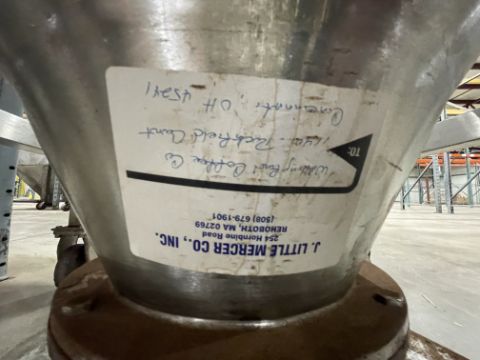 J. LITTLE MERCER CO., INC.
254 Hornbine Road
REHOBOTH, MA 02769
(508) 679-1901
TO:
Coffee Co
Cincinnati OH 45241